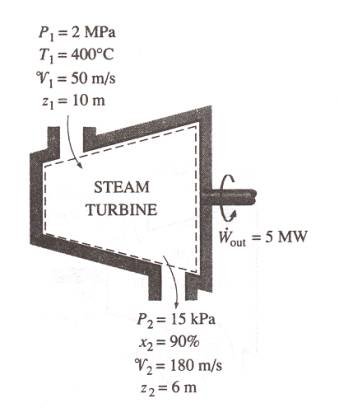 P₁ = 2 MPa
T₁ = 400°C
𝒱₁ = 50 m/s
z₁ = 10 m
STEAM
TURBINE
Ẇout = 5 MW
P₂ = 15 kPa
x₂ = 90%
𝒱₂ = 180 m/s
z₂ = 6 m